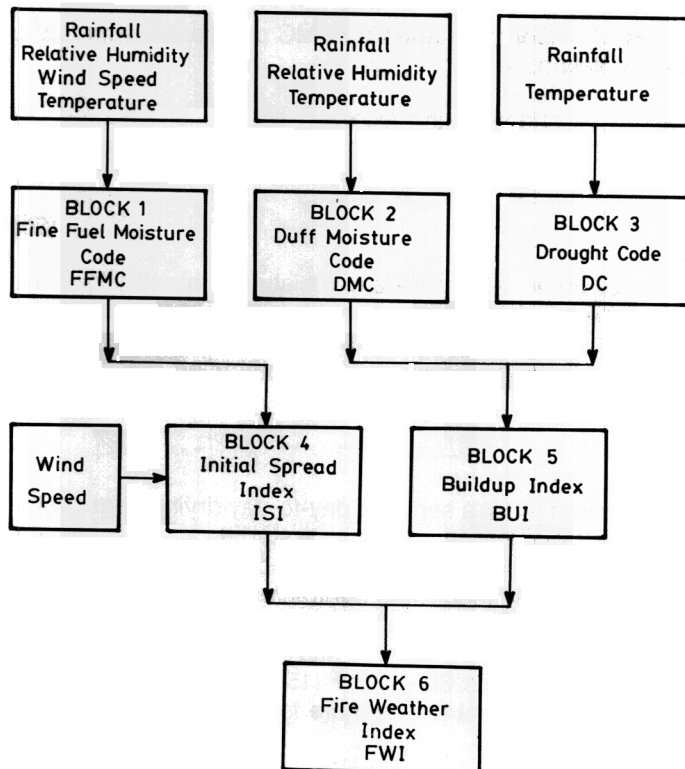 Rainfall
Relative Humidity
Wind Speed
Temperature
Rainfall
Relative Humidity
Temperature
Rainfall
Temperature
BLOCK 1
Fine Fuel Moisture
Code
FFMC
BLOCK 2
Duff Moisture
Code
DMC
BLOCK 3
Drought Code
DC
Wind
Speed
BLOCK 4
Initial Spread
Index
ISI
BLOCK 5
Buildup Index
BUI
BLOCK 6
Fire Weather
Index
FWI